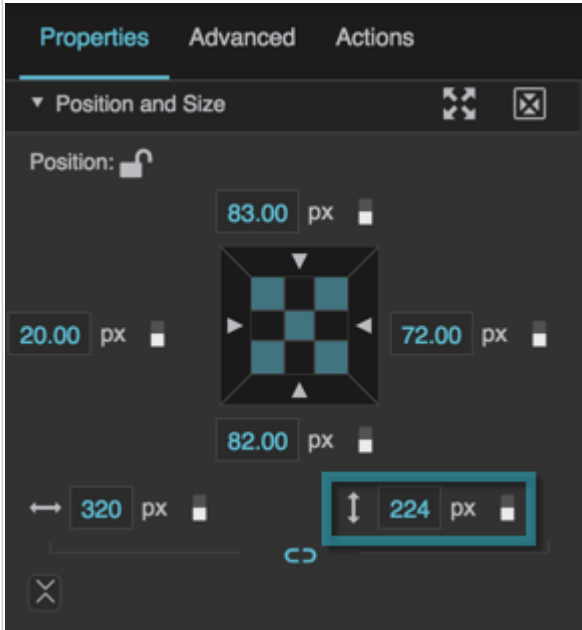 Properties Advanced Actions
Position and Size
Position:
83.00 px
20.00 px 72.00 px
82.00 px
320 px 224 px